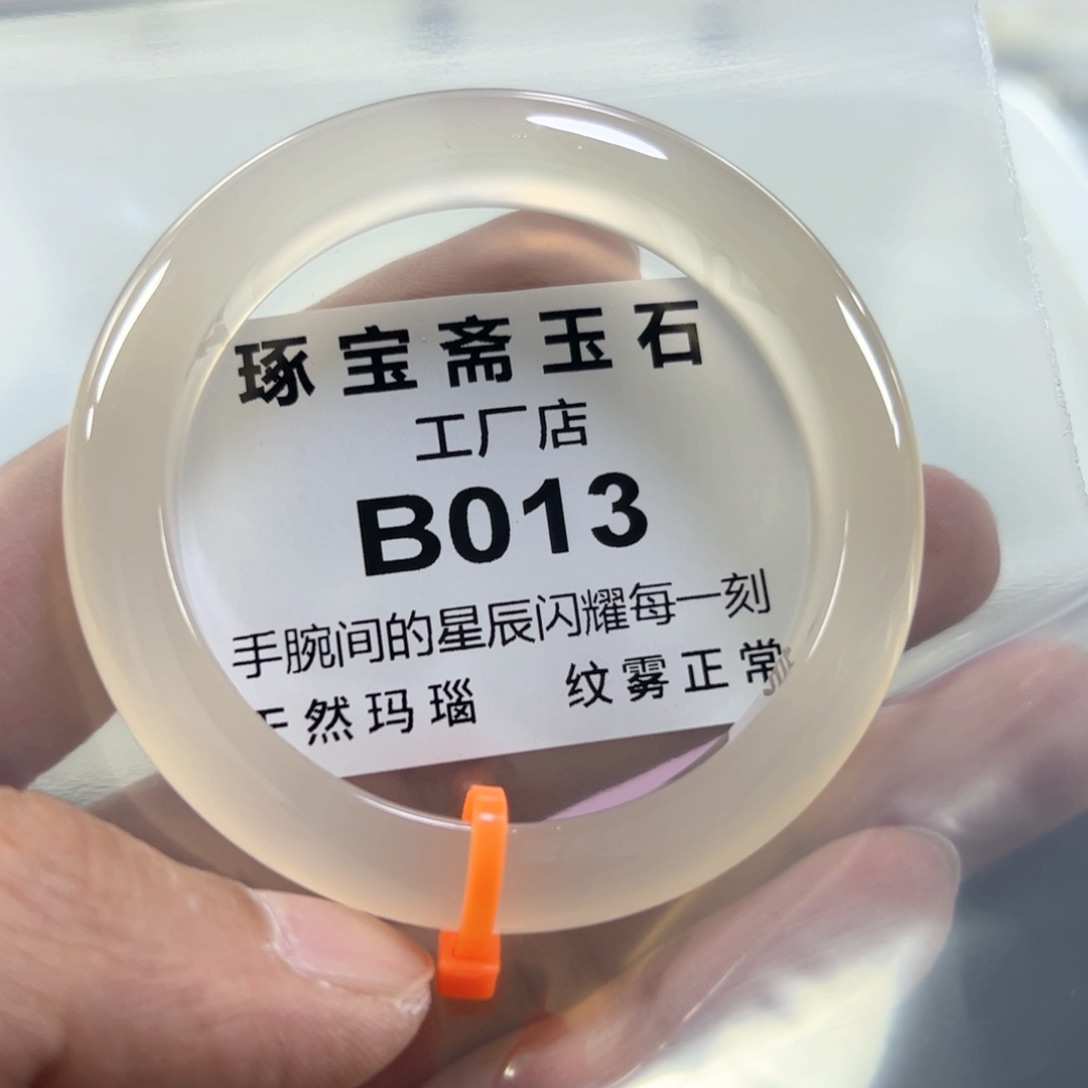 琢宝斋玉石
工厂店
B013
手腕间的星辰闪耀每一刻
天然玛瑙 纹雾正常